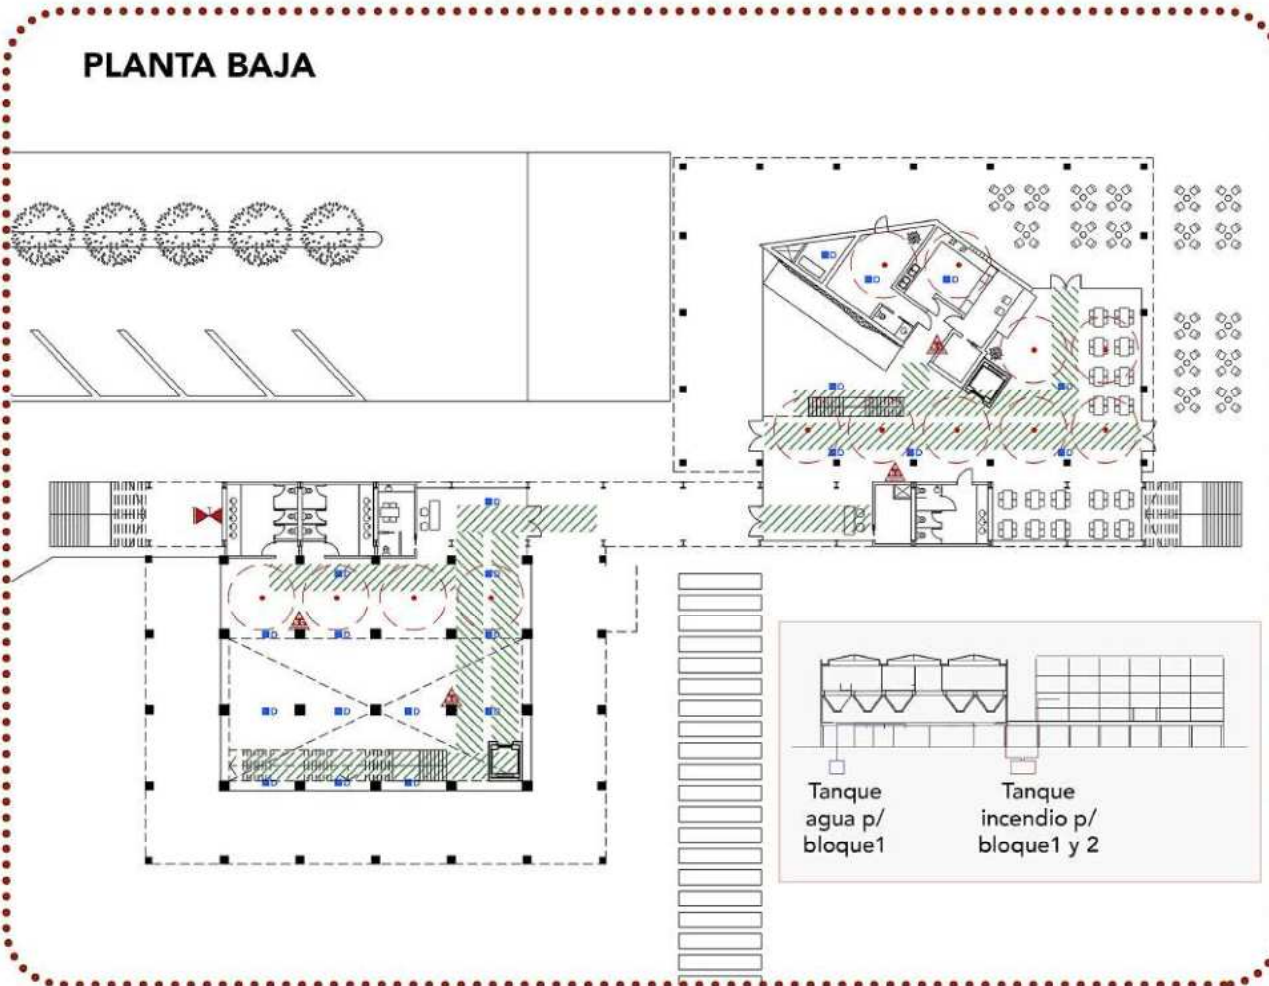 PLANTA BAJA
D
D D
D D
D D D
D
D D
D D D
D D D D
D D D
Tanque
agua p/
bloque1
Tanque
incendio p/
bloque1 y 2